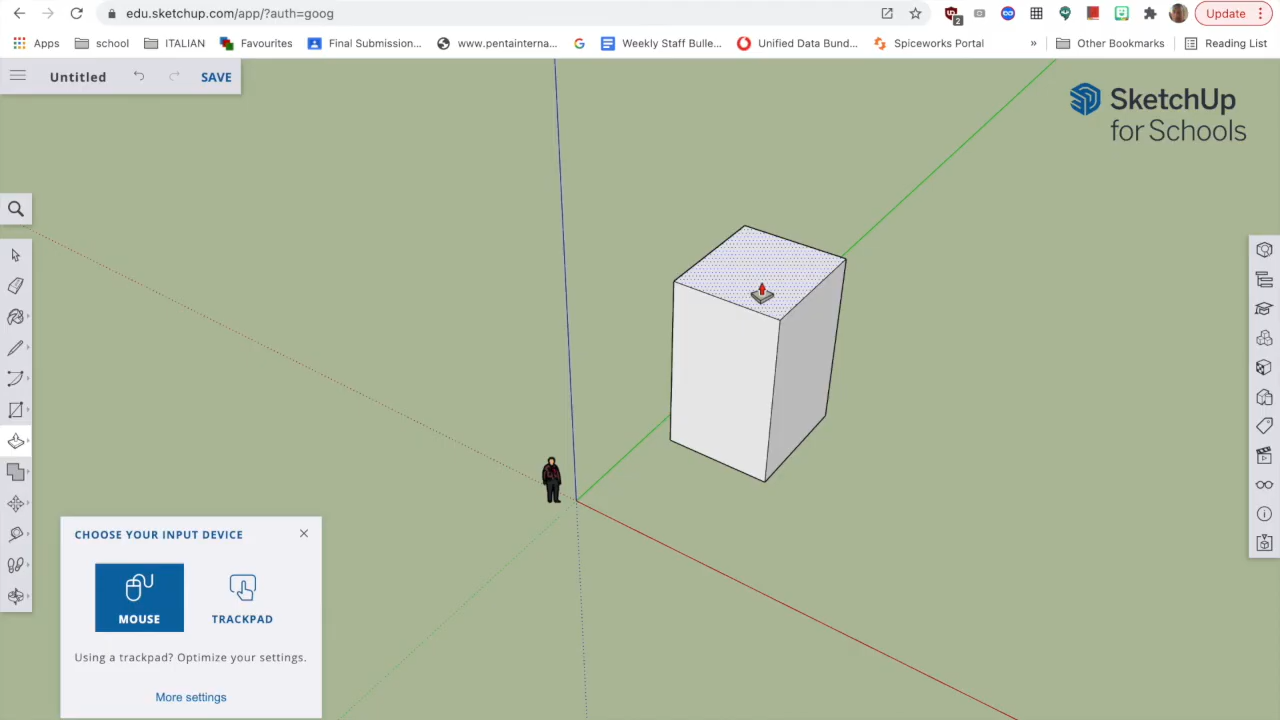 edu.sketchup.com/app/?auth=goog
2
Update
Apps
school
ITALIAN
Favourites
Final Submission...
www.pentainterna...
Weekly Staff Bulle...
Unified Data Bund...
Spiceworks Portal
»
Other Bookmarks
Reading List
Untitled
SAVE
SketchUp
for Schools
CHOOSE YOUR INPUT DEVICE
MOUSE
TRACKPAD
Using a trackpad? Optimize your settings.
More settings